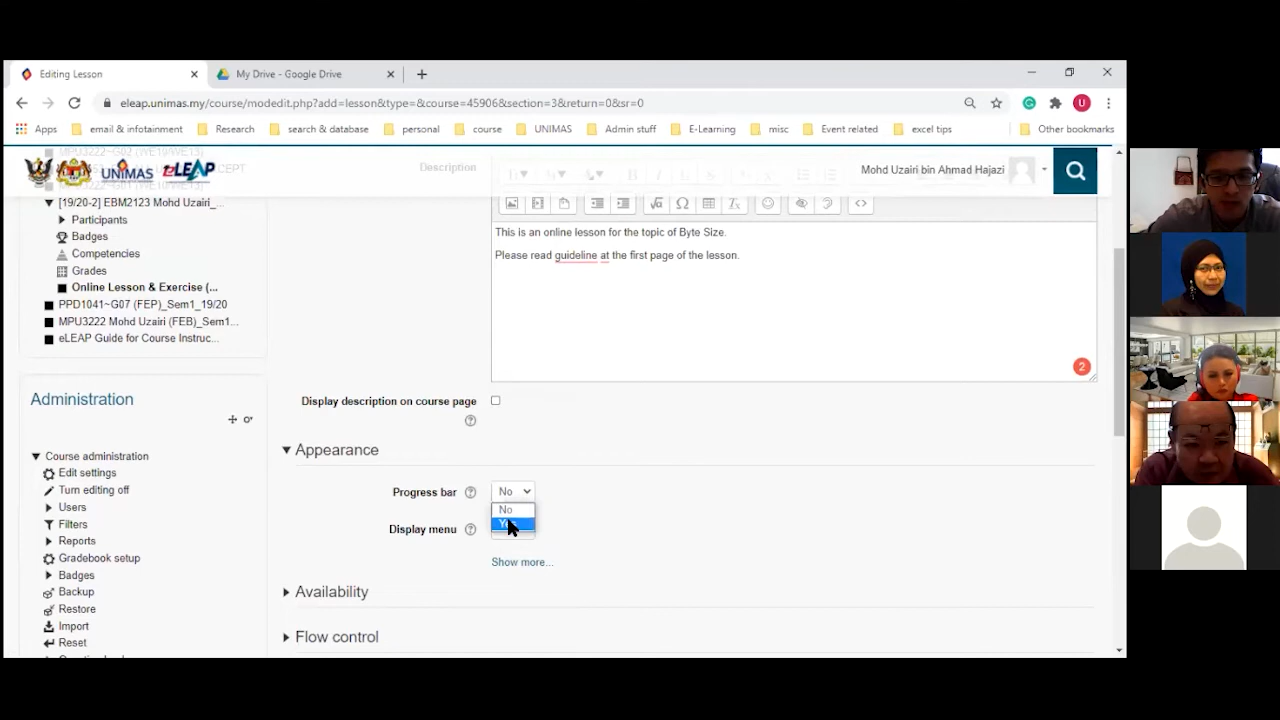 Editing Lesson
My Drive - Google Drive
eleap.unimas.my/course/modedit.php?add=lesson&type=&course=45906&section=3&return=0&sr=0
U
Apps
email & infotainment
Research
search & database
personal
course
UNIMAS
Admin stuff
E-Learning
misc
Event related
excel tips
Other bookmarks
UNIMAS
eLEAP
Description
Mohd Uzairi bin Ahmad Hajazi
[19/20-2] EBM2123 Mohd Uzairi_...
Participants
Badges
Competencies
Grades
Online Lesson & Exercise (...
PPD1041~G07 (FEP)_Sem1_19/20
MPU3222 Mohd Uzairi (FEB)_Sem1...
eLEAP Guide for Course Instruc...
Administration
Course administration
Edit settings
Turn editing off
Users
Filters
Reports
Gradebook setup
Badges
Backup
Restore
Import
Reset
This is an online lesson for the topic of Byte Size.
Please read guideline at the first page of the lesson.
2
Display description on course page
Appearance
Progress bar
No
No
Display menu
Show more...
Availability
Flow control